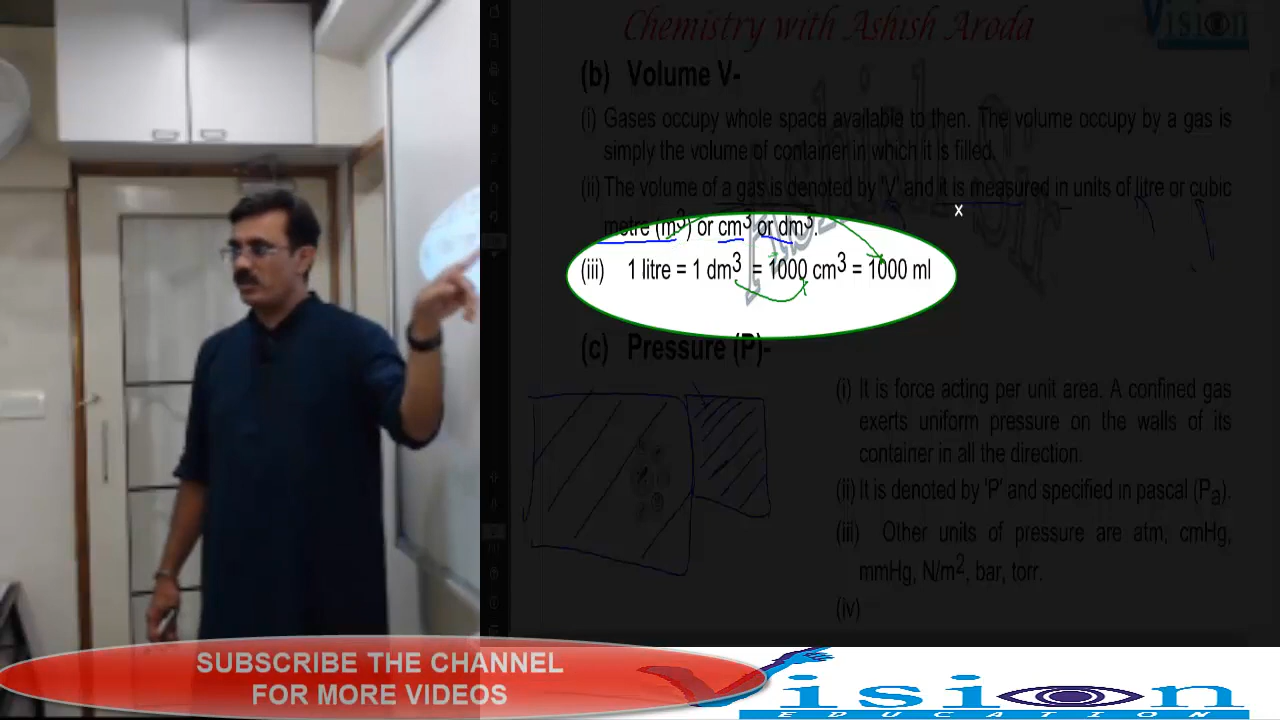 Chemistry with Ashish Aroda
Vision
(b) Volume V-
(i) Gases occupy whole space available to then. The volume occupy by a gas is
simply the volume of container in which it is filled.
(ii) The volume of a gas is denoted by 'V' and it is measured in units of litre or cubic
metre (m3) or cm3 or dm3.
(iii) 1 litre = 1 dm3 = 1000 cm3 = 1000 ml
(c) Pressure (P)-
(i) It is force acting per unit area. A confined gas
exerts uniform pressure on the walls of its
container in all the direction.
(ii) It is denoted by 'P' and specified in pascal (Pa).
(iii) Other units of pressure are atm, cmHg,
mmHg, N/m2, bar, torr.
(iv)
SUBSCRIBE THE CHANNEL
FOR MORE VIDEOS
Vision
EDUCATION